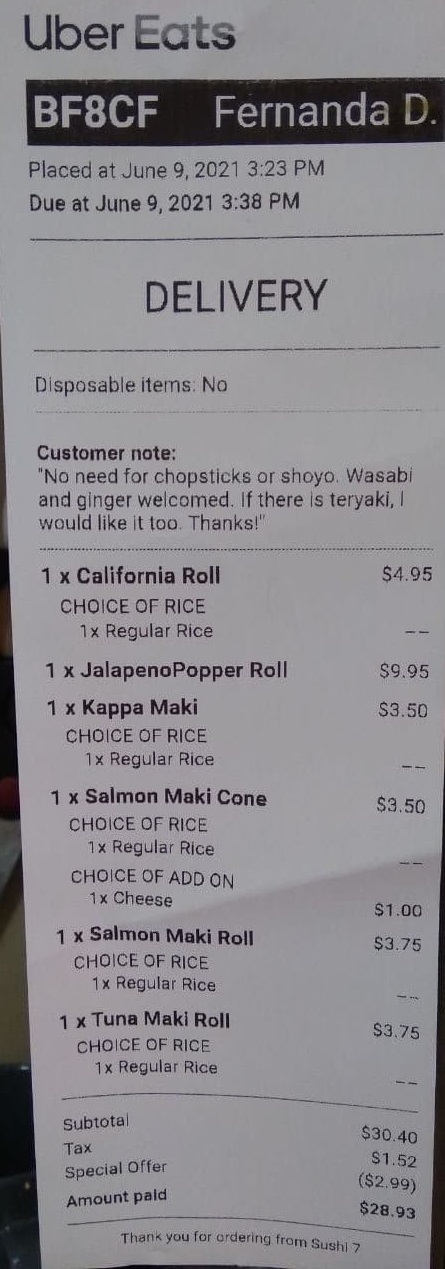 Uber Eats
BF8CF Fernanda D.
Placed at June 9, 2021 3:23 PM
Due at June 9, 2021 3:38 PM
DELIVERY
Disposable items: No
Customer note:
"No need for chopsticks or shoyo. Wasabi
and ginger welcomed. If there is teryaki, I
would like it too. Thanks!"
1 x California Roll $4.95
CHOICE OF RICE
1x Regular Rice --
1 x JalapenoPopper Roll $9.95
1 x Kappa Maki $3.50
CHOICE OF RICE
1x Regular Rice --
1 x Salmon Maki Cone $3.50
CHOICE OF RICE
1x Regular Rice --
CHOICE OF ADD ON
1x Cheese $1.00
1 x Salmon Maki Roll $3.75
CHOICE OF RICE
1x Regular Rice --
1 x Tuna Maki Roll $3.75
CHOICE OF RICE
1x Regular Rice --
Subtotal $30.40
Tax $1.52
Special Offer ($2.99)
Amount paid $28.93
Thank you for ordering from Sushi 7